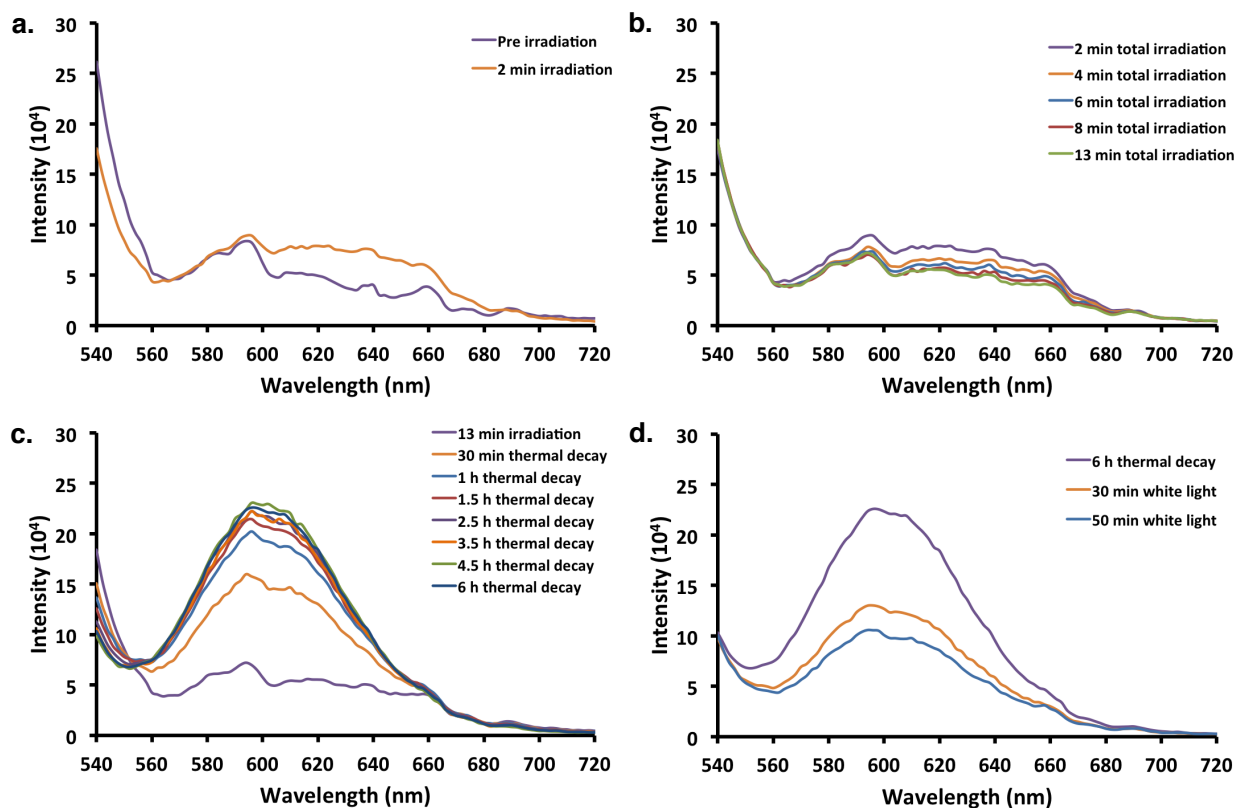 a.
30
25
20
15
10
5
0
Intensity (10⁴)
540 560 580 600 620 640 660 680 700 720
Wavelength (nm)
Pre irradiation
2 min irradiation
b.
30
25
20
15
10
5
0
Intensity (10⁴)
540 560 580 600 620 640 660 680 700 720
Wavelength (nm)
2 min total irradiation
4 min total irradiation
6 min total irradiation
8 min total irradiation
13 min total irradiation
c.
30
25
20
15
10
5
0
Intensity (10⁴)
540 560 580 600 620 640 660 680 700 720
Wavelength (nm)
13 min irradiation
30 min thermal decay
1 h thermal decay
1.5 h thermal decay
2.5 h thermal decay
3.5 h thermal decay
4.5 h thermal decay
6 h thermal decay
d.
30
25
20
15
10
5
0
Intensity (10⁴)
540 560 580 600 620 640 660 680 700 720
Wavelength (nm)
6 h thermal decay
30 min white light
50 min white light